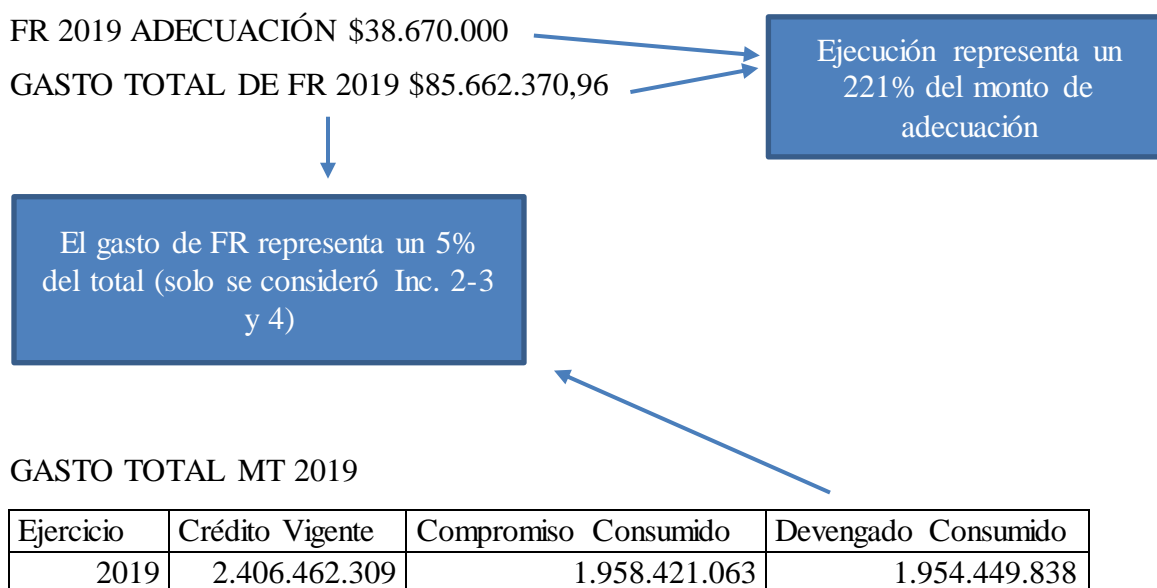 FR 2019 ADECUACIÓN $38.670.000
GASTO TOTAL DE FR 2019 $85.662.370,96
Ejecución representa un
221% del monto de
adecuación
El gasto de FR representa un 5%
del total (solo se consideró Inc. 2-3
y 4)
GASTO TOTAL MT 2019
Ejercicio Crédito Vigente Compromiso Consumido Devengado Consumido
2019 2.406.462.309 1.958.421.063 1.954.449.838